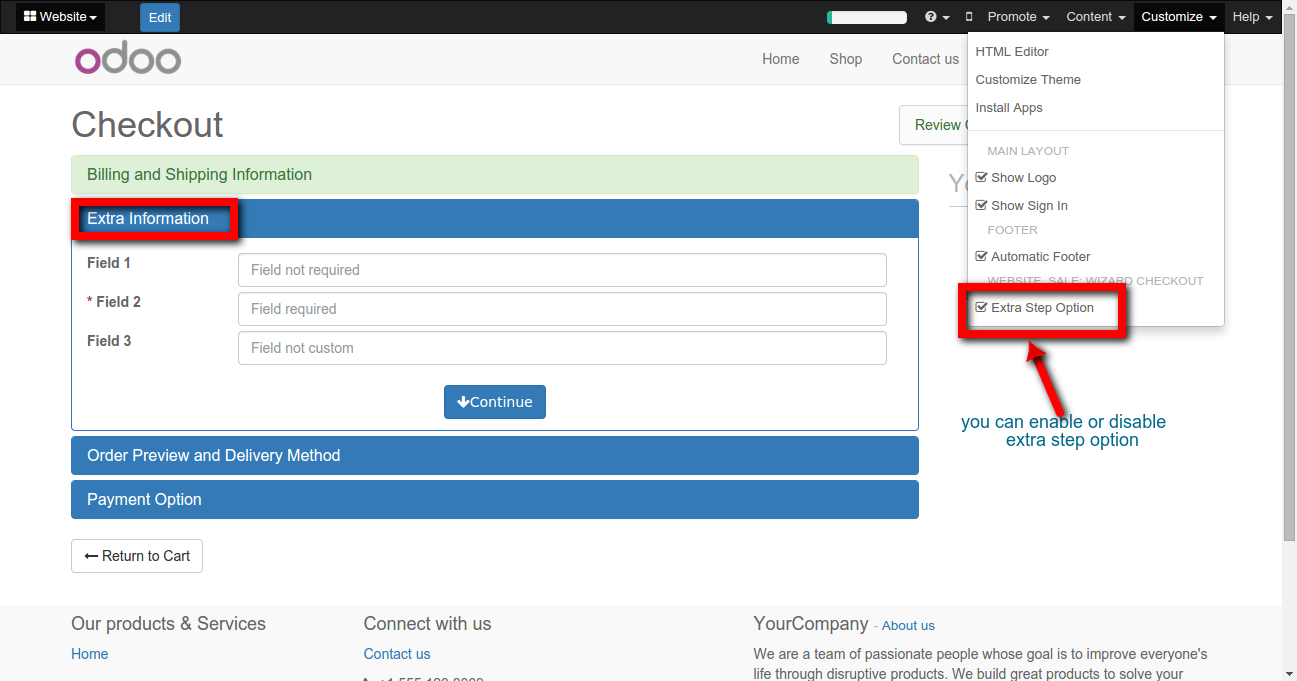 Website
Edit
Promote
Content
Customize
Help
odoo
Home
Shop
Contact us
HTML Editor
Customize Theme
Install Apps
MAIN LAYOUT
Show Logo
Show Sign In
FOOTER
Automatic Footer
WEBSITE_SALE: WIZARD CHECKOUT
Extra Step Option
you can enable or disable
extra step option
Checkout
Review
Billing and Shipping Information
Extra Information
Field 1
Field not required
* Field 2
Field required
Field 3
Field not custom
Continue
Order Preview and Delivery Method
Payment Option
Return to Cart
Our products & Services
Home
Connect with us
Contact us
YourCompany - About us
We are a team of passionate people whose goal is to improve everyone's
life through disruptive products. We build great products to solve your